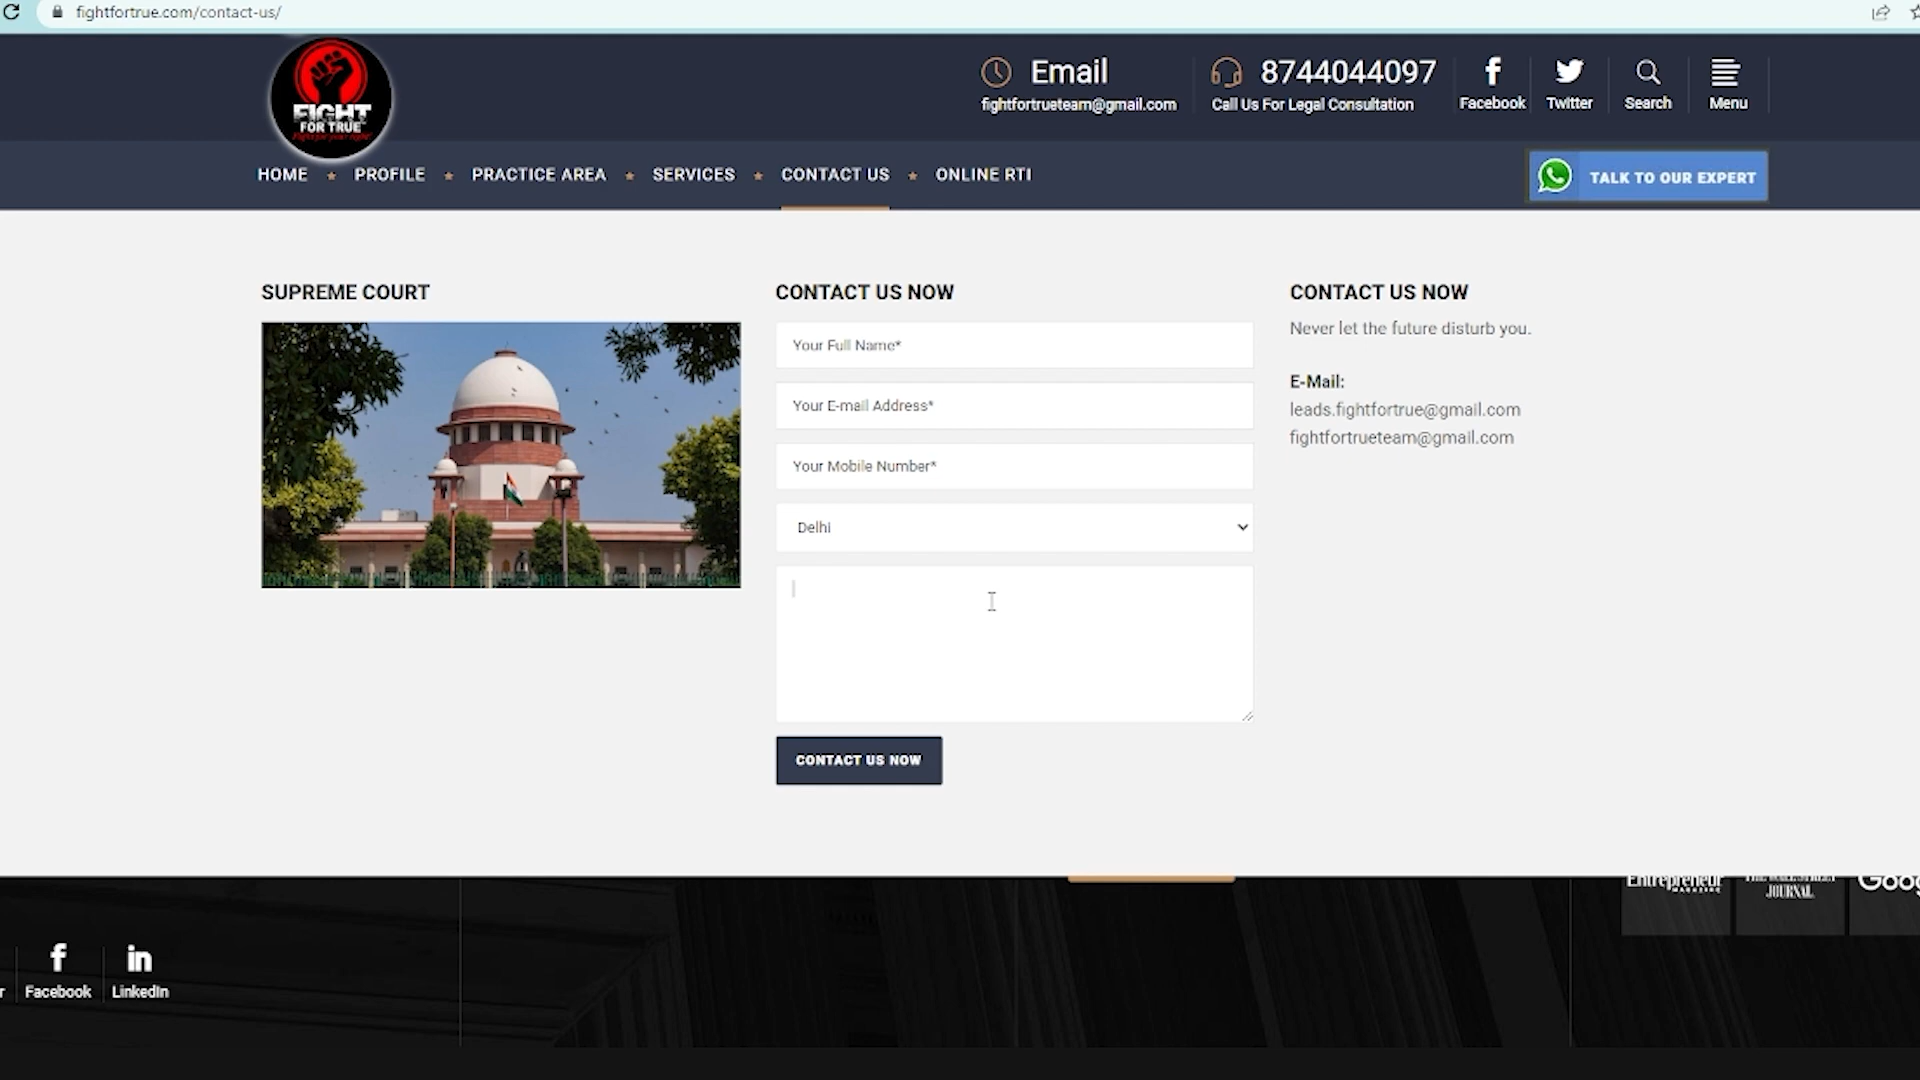 fightfortrue.com/contact-us/
FIGHT
FOR TRUE
Email
fightfortrueteam@gmail.com
8744044097
Call Us For Legal Consultation
Facebook
Twitter
Search
Menu
HOME
PROFILE
PRACTICE AREA
SERVICES
CONTACT US
ONLINE RTI
TALK TO OUR EXPERT
SUPREME COURT
CONTACT US NOW
Your Full Name*
Your E-mail Address*
Your Mobile Number*
Delhi
CONTACT US NOW
CONTACT US NOW
Never let the future disturb you.
E-Mail:
leads.fightfortrue@gmail.com
fightfortrueteam@gmail.com
Entrepreneur
MAGAZINE
JOURNAL
r
Facebook
LinkedIn